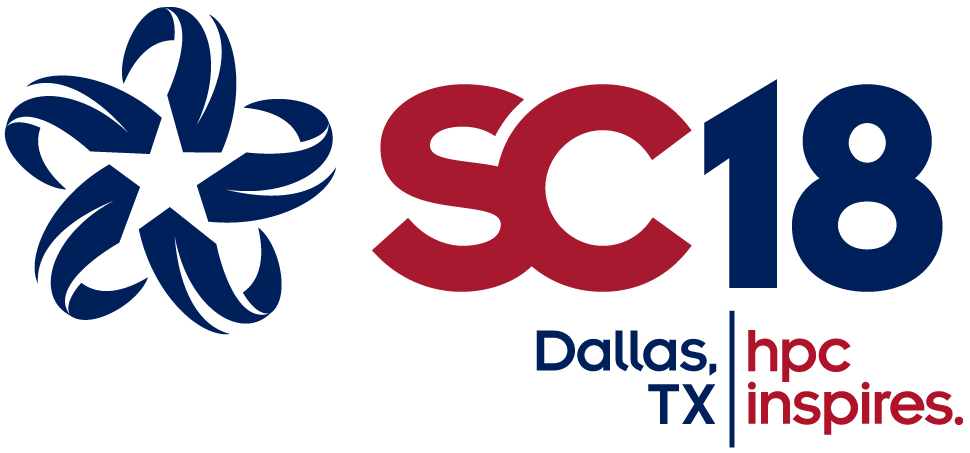 SC18
Dallas,
TX
hpc
inspires.